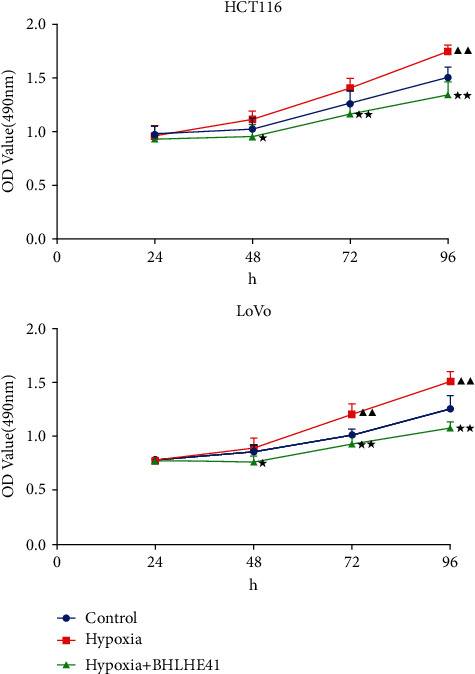 HCT116
OD Value(490nm)
2.0
1.5
1.0
0.5
0.0
0 24 48 72 96
h
▲▲
★★
★★
★
LoVo
OD Value(490nm)
2.0
1.5
1.0
0.5
0.0
0 24 48 72 96
h
▲▲
▲▲
★★
★★
★
Control
Hypoxia
Hypoxia+BHLHE41